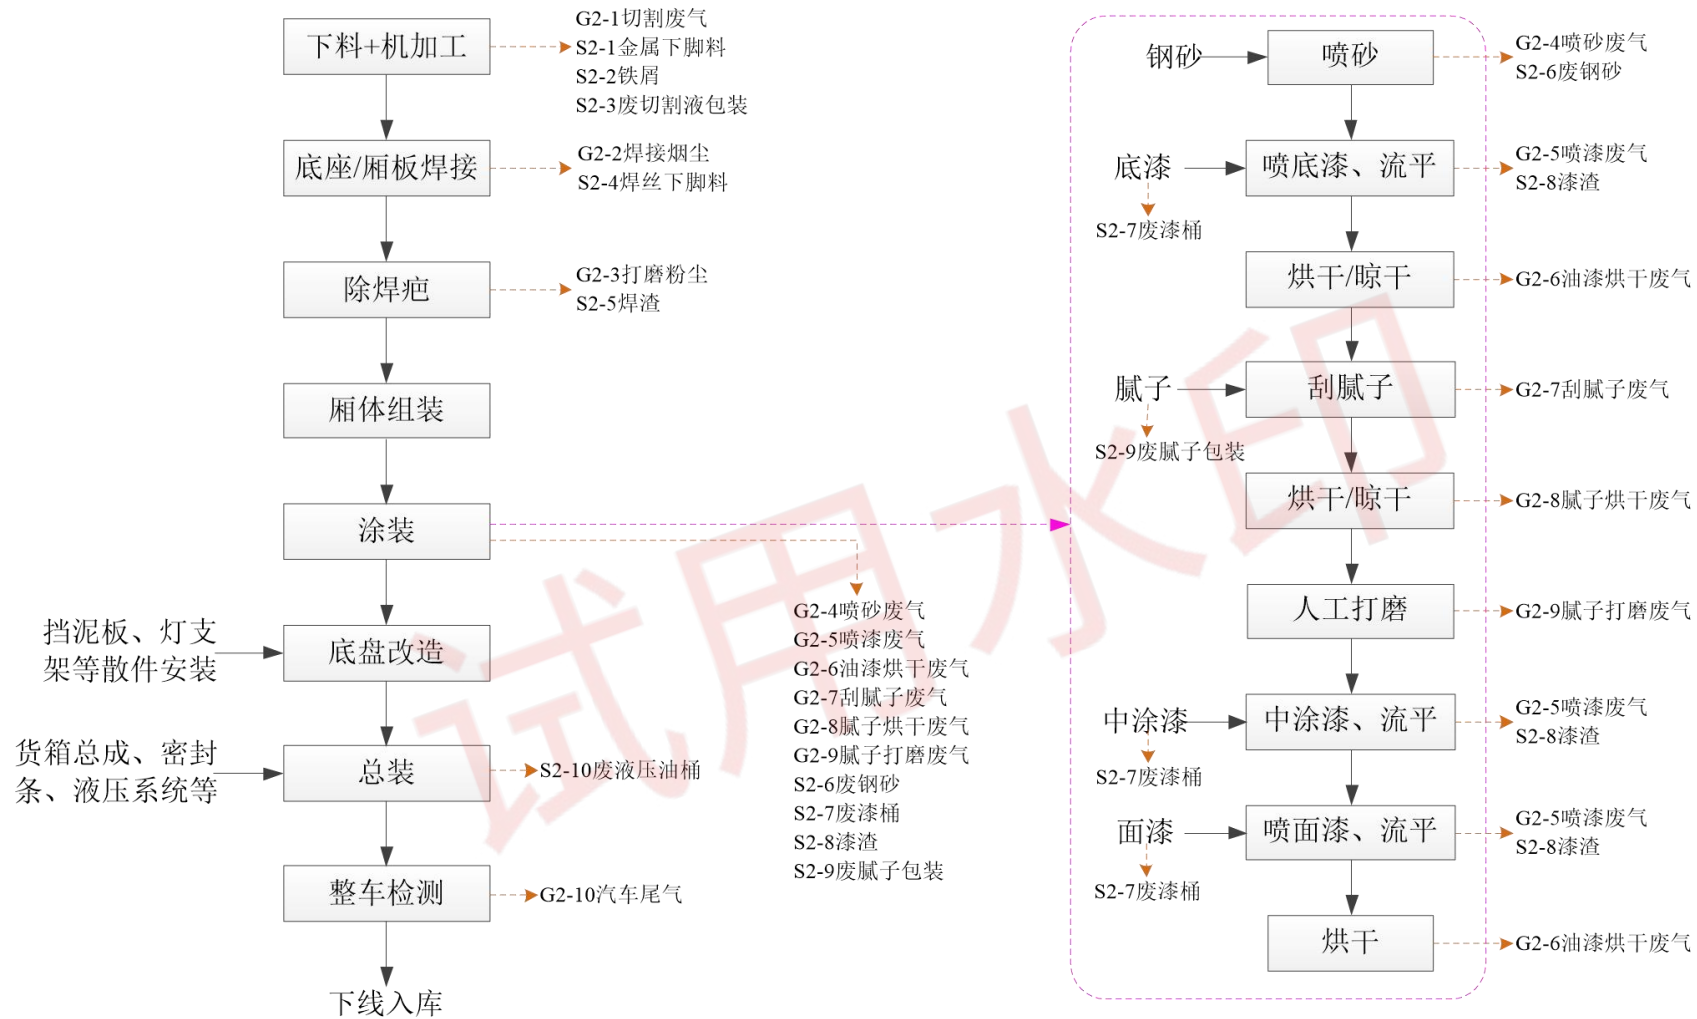 下料+机加工
G2-1切割废气
S2-1金属下脚料
S2-2铁屑
S2-3废切割液包装
底座/厢板焊接
G2-2焊接烟尘
S2-4焊丝下脚料
除焊疤
G2-3打磨粉尘
S2-5焊渣
厢体组装
涂装
G2-4喷砂废气
G2-5喷漆废气
G2-6油漆烘干废气
G2-7刮腻子废气
G2-8腻子烘干废气
G2-9腻子打磨废气
S2-6废钢砂
S2-7废漆桶
S2-8漆渣
S2-9废腻子包装
挡泥板、灯支
架等散件安装
底盘改造
货箱总成、密封
条、液压系统等
总装
S2-10废液压油桶
整车检测
G2-10汽车尾气
下线入库
钢砂
喷砂
G2-4喷砂废气
S2-6废钢砂
底漆
S2-7废漆桶
喷底漆、流平
G2-5喷漆废气
S2-8漆渣
烘干/晾干
G2-6油漆烘干废气
腻子
S2-9废腻子包装
刮腻子
G2-7刮腻子废气
烘干/晾干
G2-8腻子烘干废气
人工打磨
G2-9腻子打磨废气
中涂漆
S2-7废漆桶
中涂漆、流平
G2-5喷漆废气
S2-8漆渣
面漆
S2-7废漆桶
喷面漆、流平
G2-5喷漆废气
S2-8漆渣
烘干
G2-6油漆烘干废气
试用水印